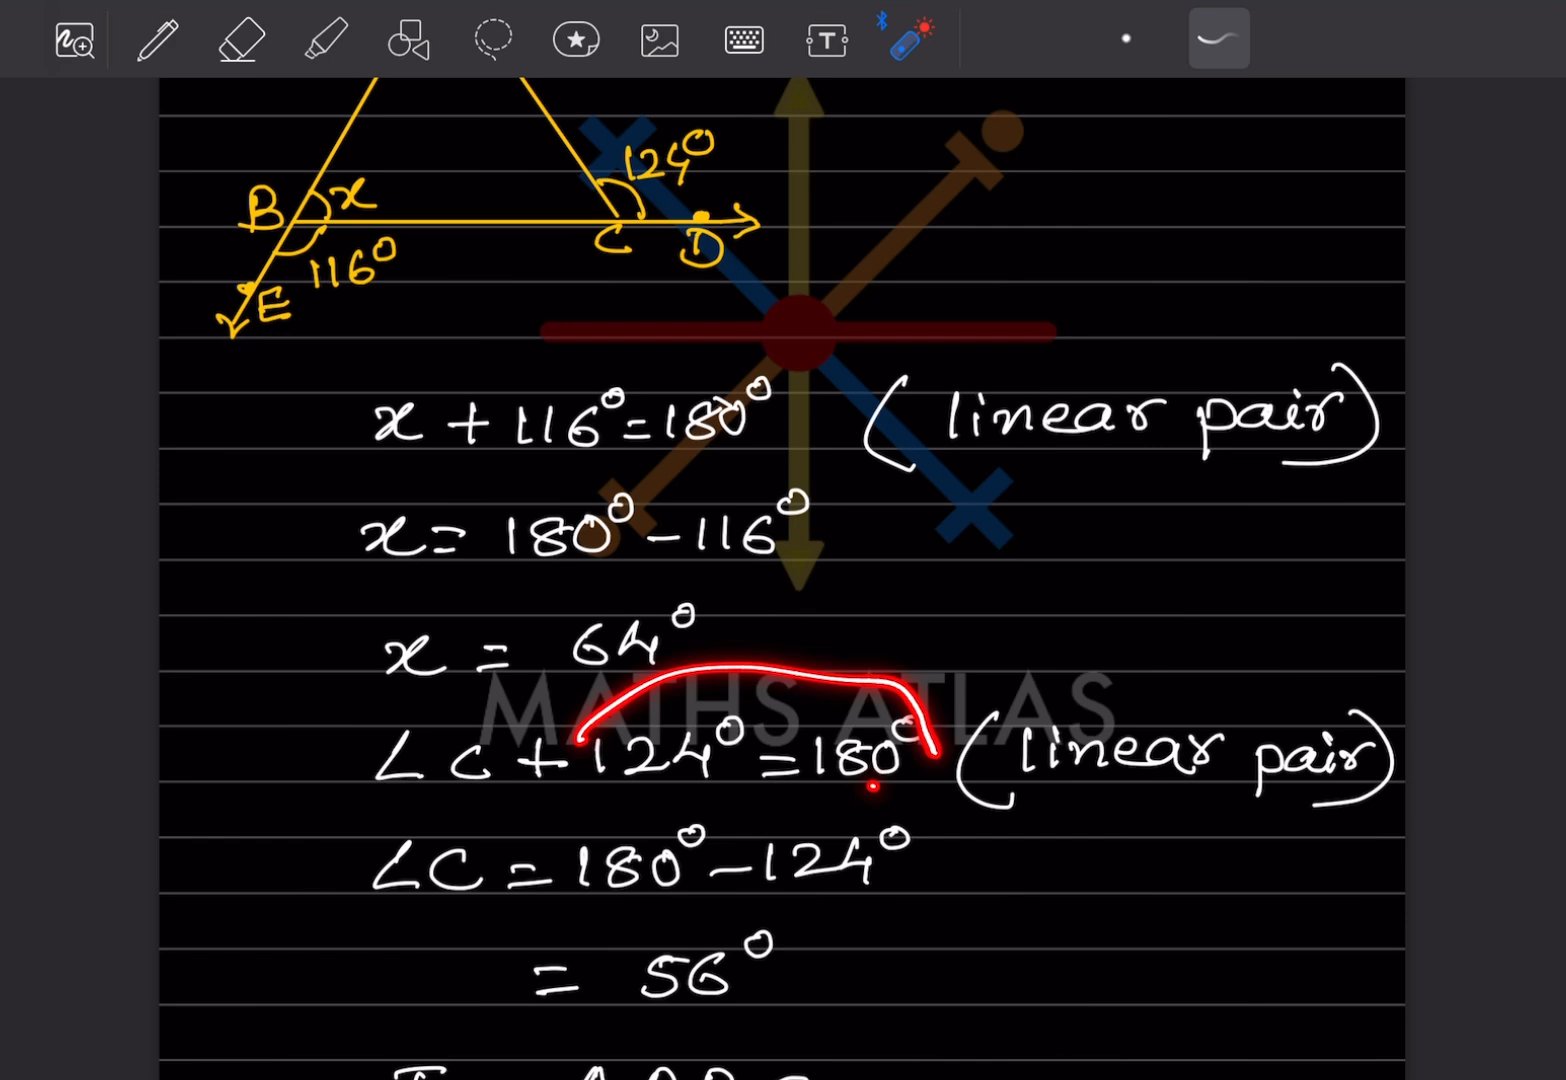 124°
B x
C D
116°
E
x + 116° = 180° (linear pair)
x = 180° - 116°
x = 64°
MATHS ATLAS
∠C + 124° = 180° (linear pair)
∠C = 180° - 124°
= 56°